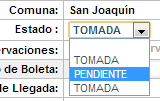 Comuna: San Joaquín
Estado : TOMADA
rvaciones:
TOMADA
o de Boleta: PENDIENTE
de Llegada: TOMADA